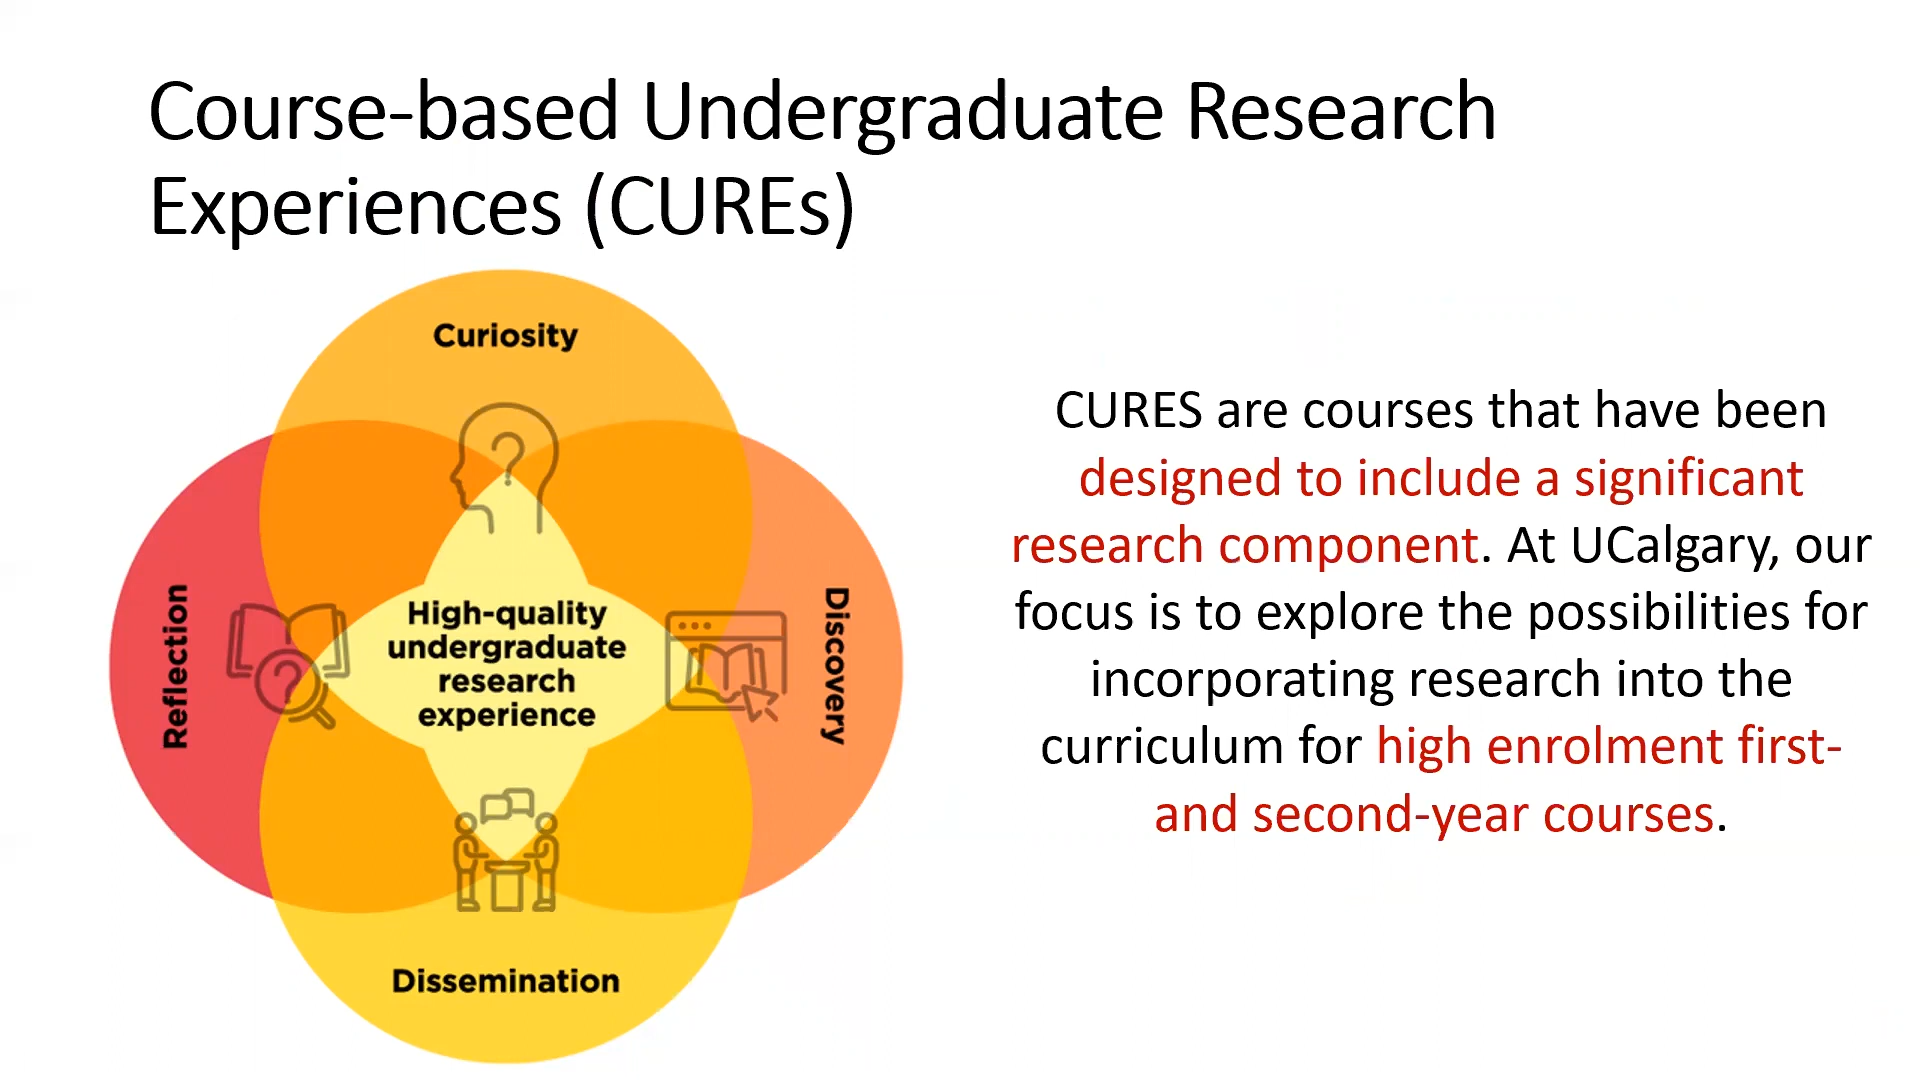 Course-based Undergraduate Research
Experiences (CUREs)
Curiosity
Reflection
High-quality
undergraduate
research
experience
Discovery
Dissemination
CURES are courses that have been
designed to include a significant
research component. At UCalgary, our
focus is to explore the possibilities for
incorporating research into the
curriculum for high enrolment first-
and second-year courses.